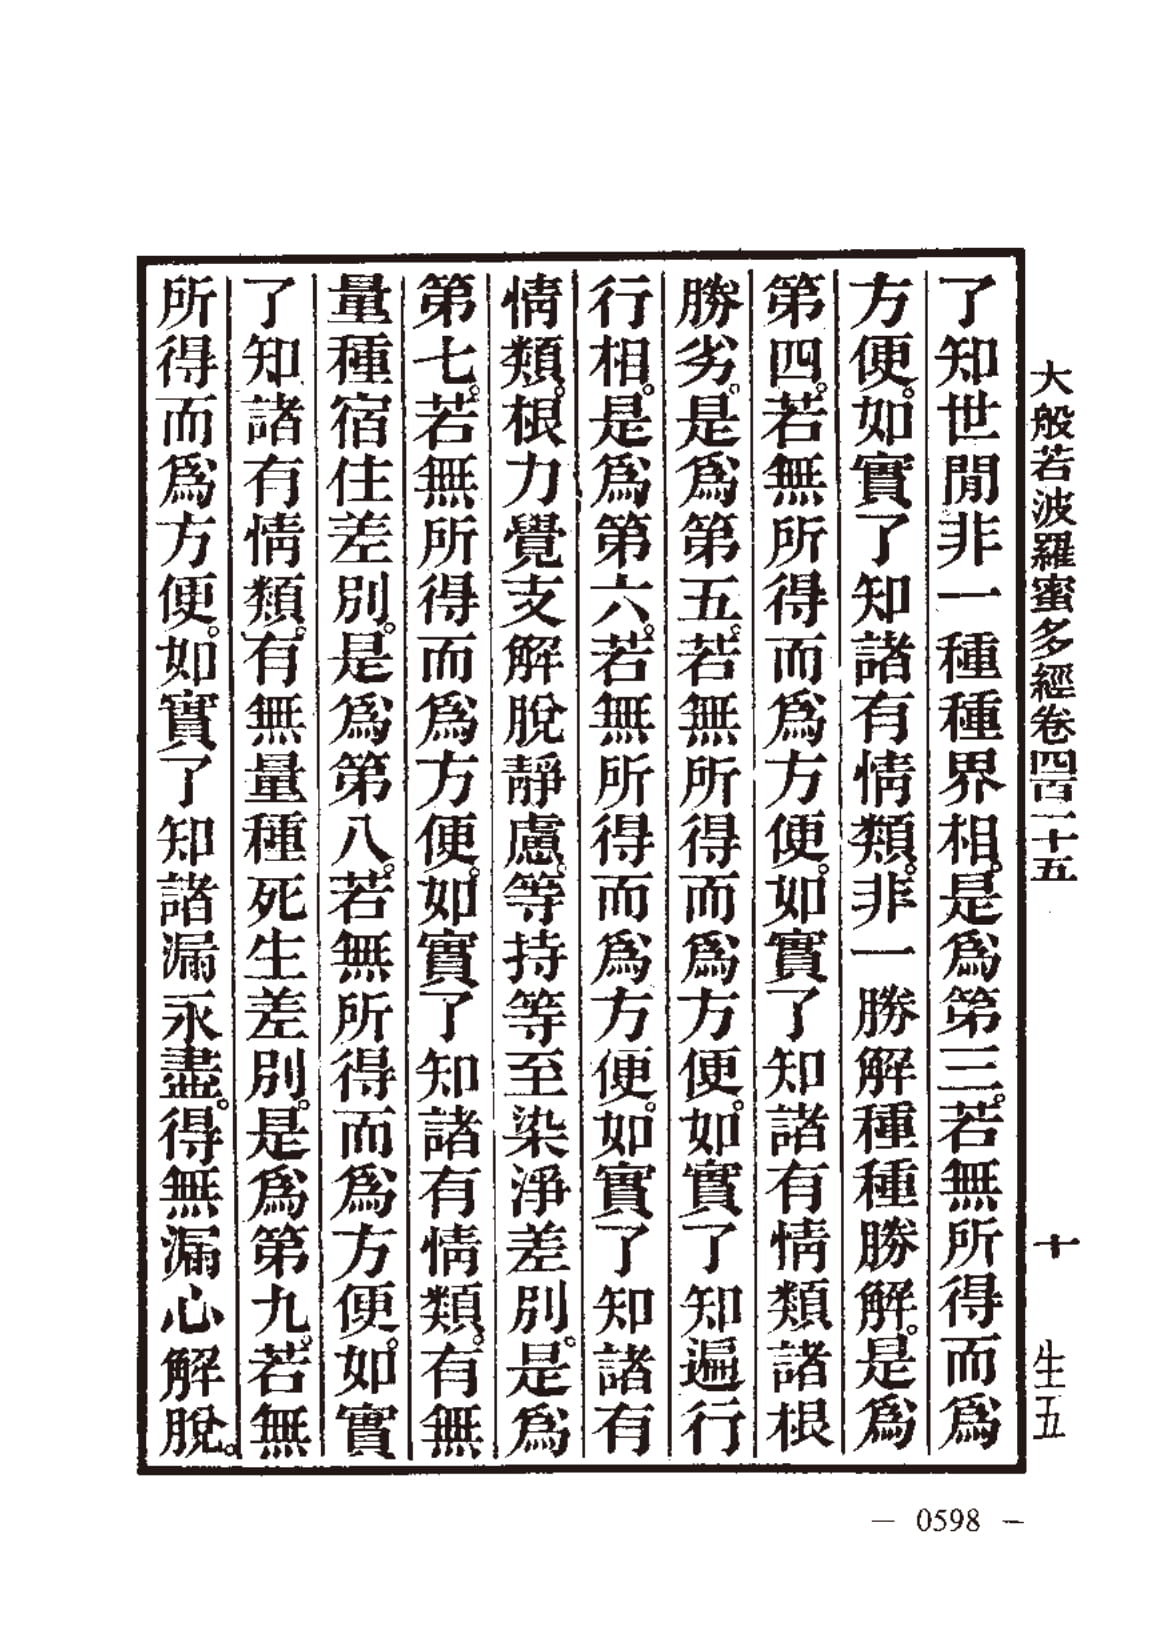 大般若波羅蜜多經卷四百一十五　十　生五
了知世閒非一種種界相。是爲第三。若無所得而爲
方便。如實了知諸有情類。非一勝解種種勝解。是爲
第四。若無所得而爲方便。如實了知諸有情類諸根
勝劣。是爲第五。若無所得而爲方便。如實了知遍行
行相。是爲第六。若無所得而爲方便。如實了知諸有
情類。根力覺支解脫靜慮、等持等至染淨差別。是爲
第七。若無所得而爲方便。如實了知諸有情類。有無
量種宿住差別。是爲第八。若無所得而爲方便。如實
了知諸有情類。有無量種死生差別。是爲第九。若無
所得而爲方便。如實了知諸漏永盡。得無漏心解脫。
— 0598 —